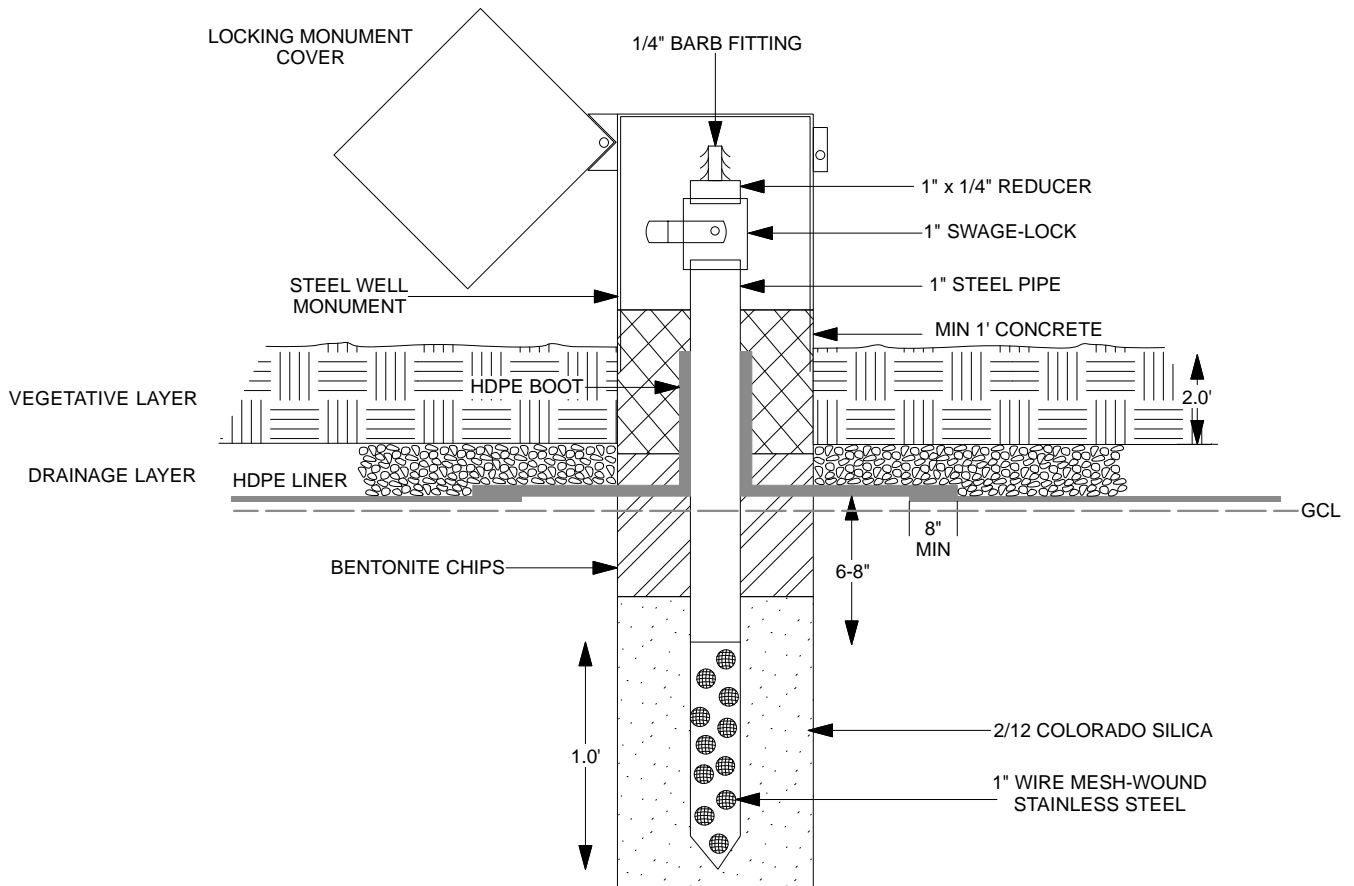 LOCKING MONUMENT
COVER
1/4" BARB FITTING
1" x 1/4" REDUCER
1" SWAGE-LOCK
STEEL WELL
MONUMENT
1" STEEL PIPE
MIN 1' CONCRETE
HDPE BOOT
VEGETATIVE LAYER
2.0'
DRAINAGE LAYER
HDPE LINER
GCL
8"
MIN
BENTONITE CHIPS
6-8"
1.0'
2/12 COLORADO SILICA
1" WIRE MESH-WOUND
STAINLESS STEEL